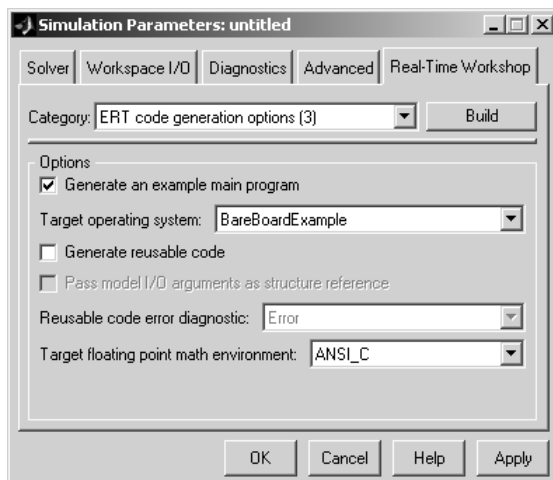 Simulation Parameters: untitled
Solver Workspace I/O Diagnostics Advanced Real-Time Workshop
Category: ERT code generation options (3) Build
Options
Generate an example main program
Target operating system: BareBoardExample
Generate reusable code
Pass model I/O arguments as structure reference
Reusable code error diagnostic: Error
Target floating point math environment: ANSI_C
OK Cancel Help Apply